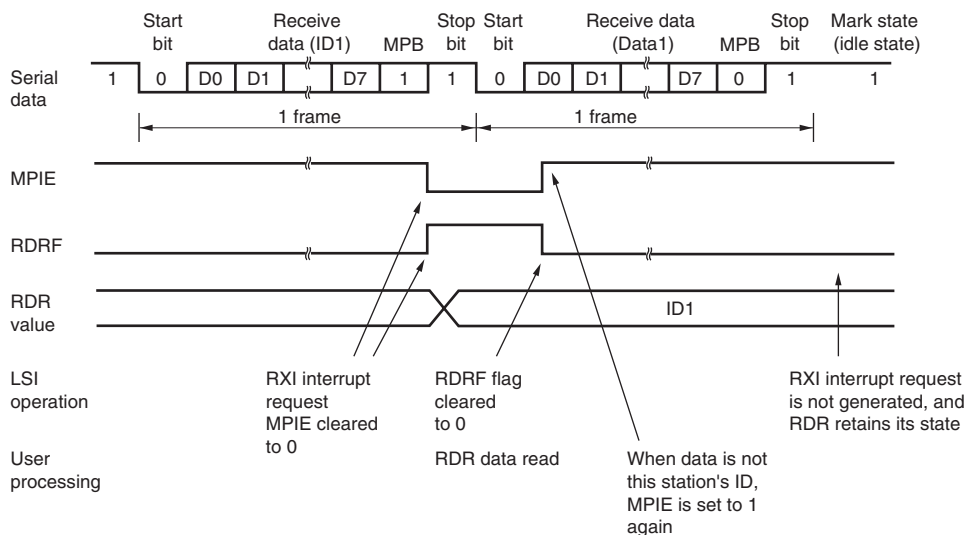 Start bit
Receive data (ID1)
MPB
Stop bit
Start bit
Receive data (Data1)
MPB
Stop bit
Mark state (idle state)
Serial data
1 0 D0 D1 D7 1 1 0 D0 D1 D7 0 1 1
1 frame
1 frame
MPIE
RDRF
RDR value
ID1
LSI operation
RXI interrupt request
MPIE cleared to 0
RDRF flag cleared to 0
RXI interrupt request is not generated, and RDR retains its state
User processing
RDR data read
When data is not this station's ID, MPIE is set to 1 again